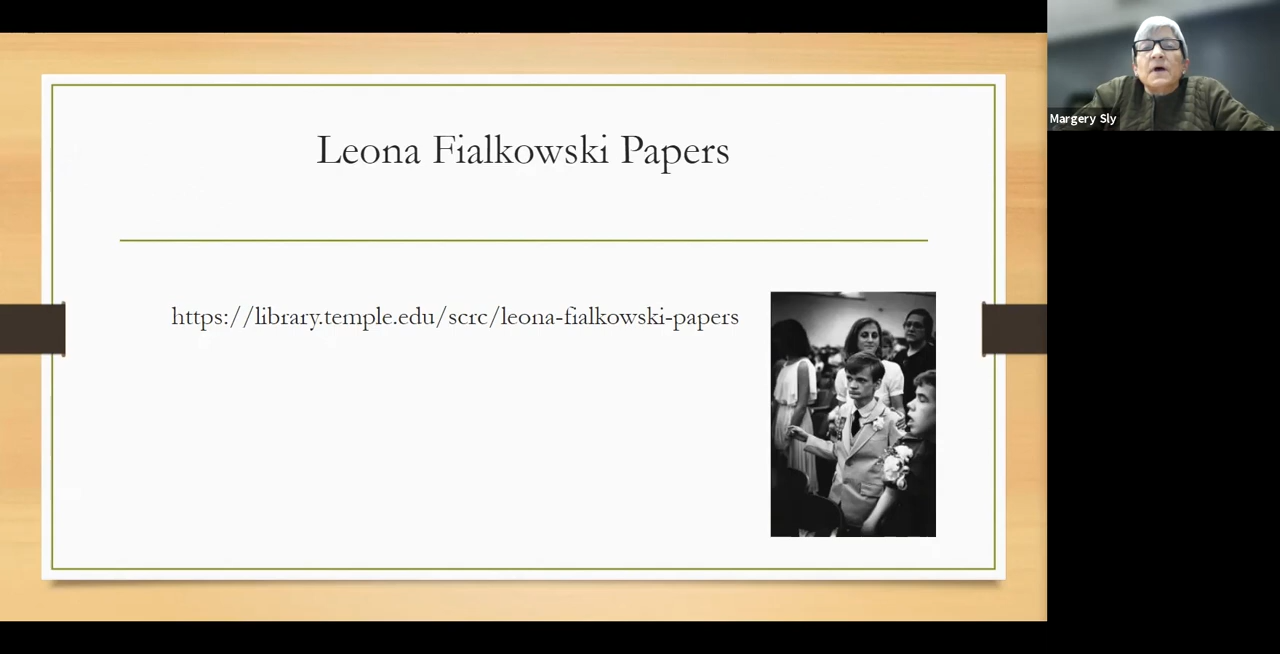 Leona Fialkowski Papers
https://library.temple.edu/scrc/leona-fialkowski-papers
Margery Sly